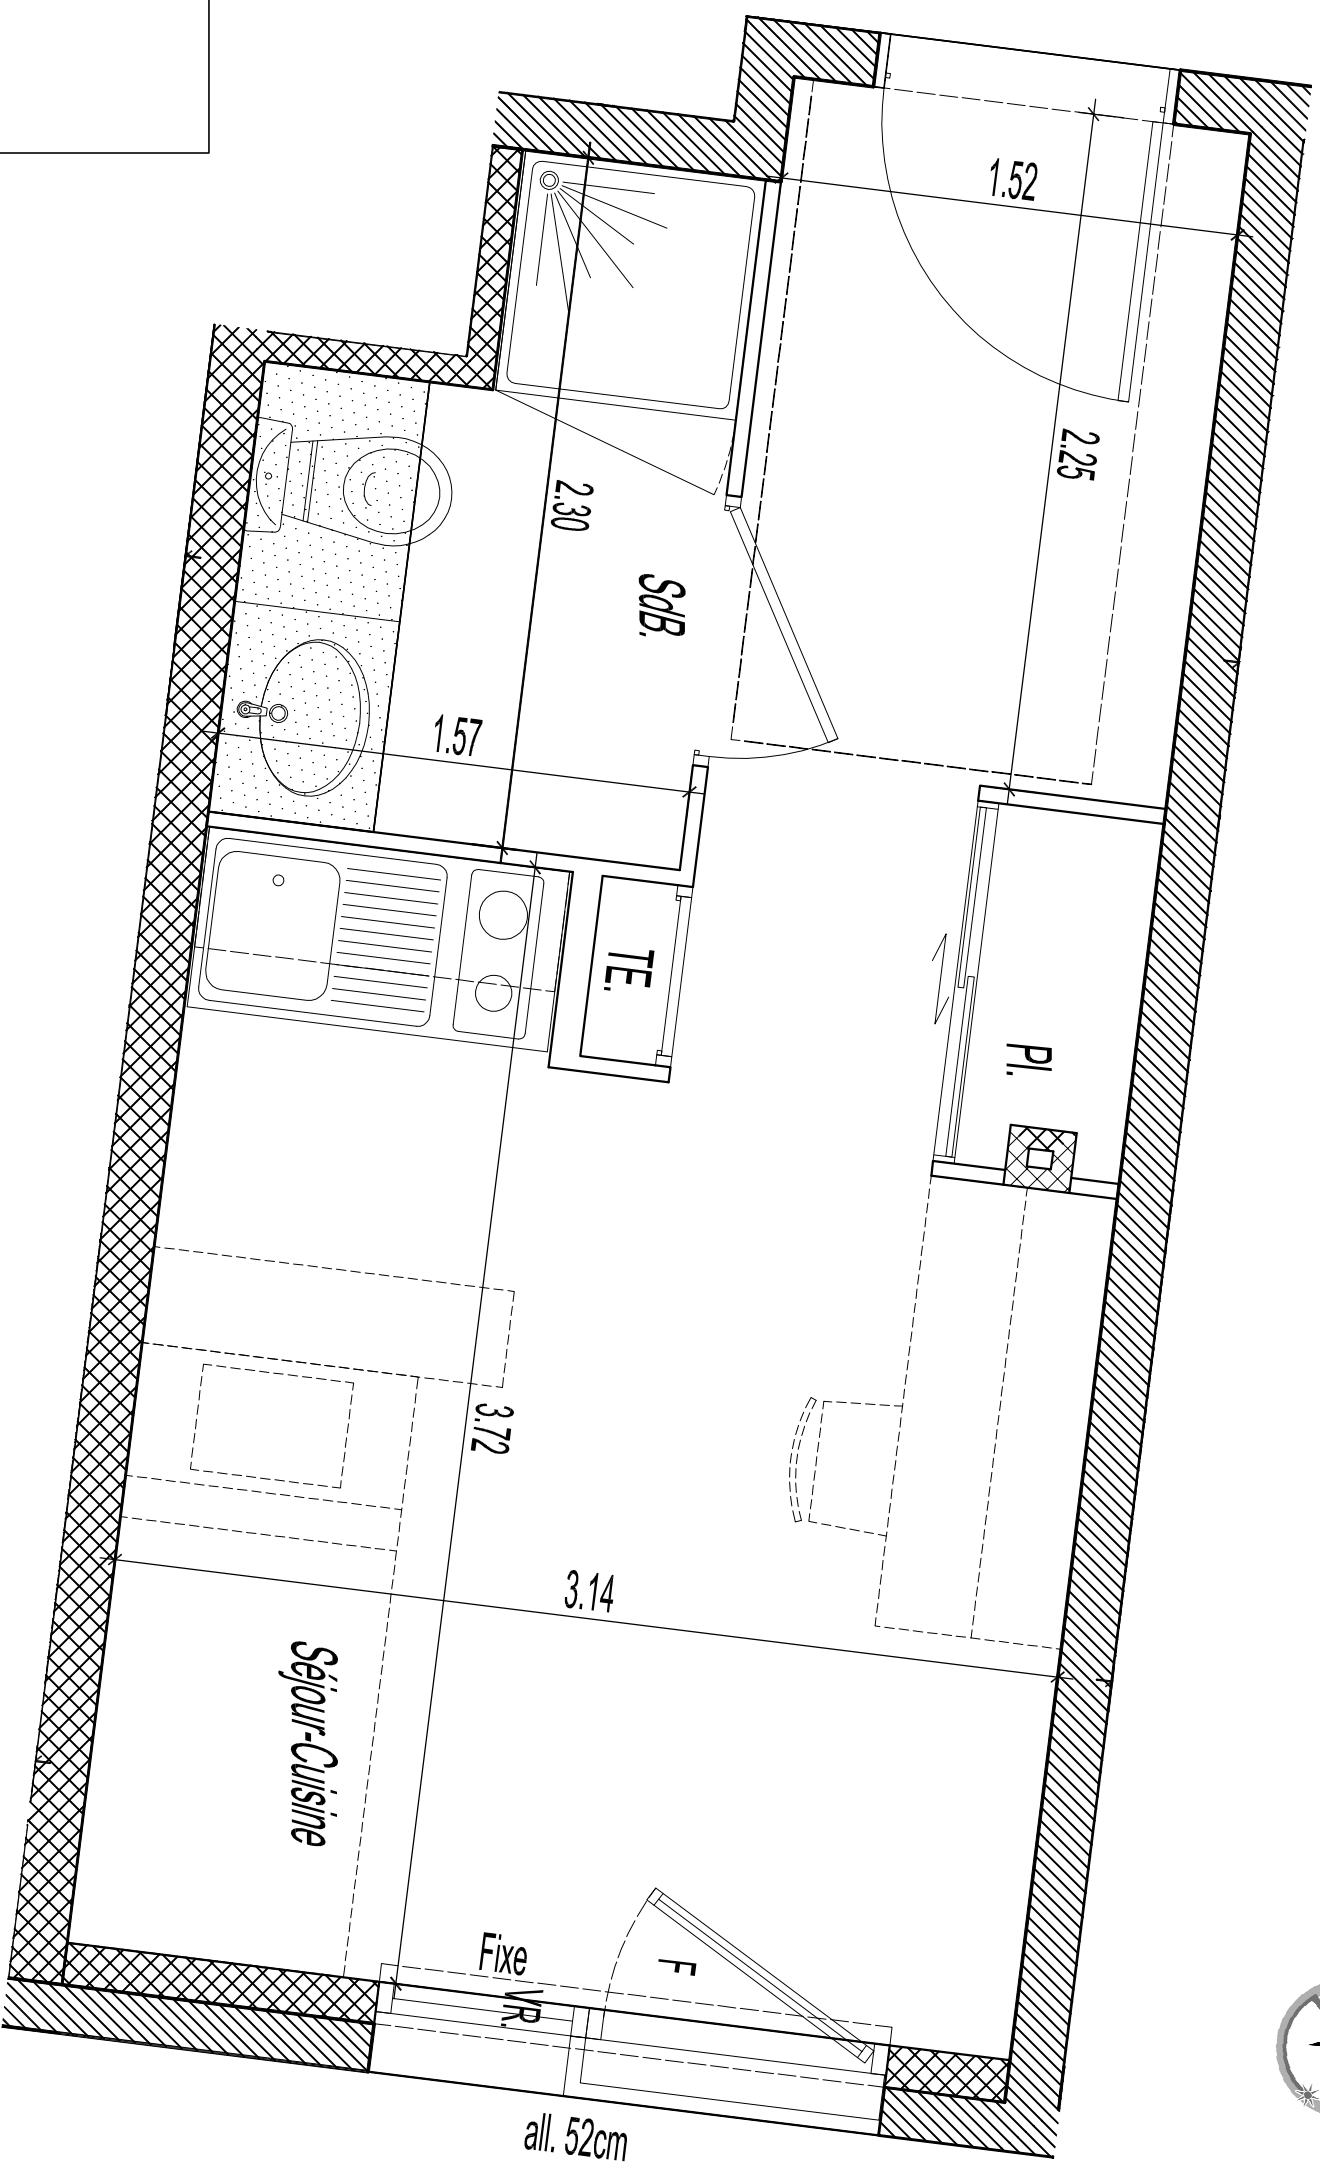 1.52
2.25
2.30
SdB.
1.57
TE.
Pl.
3.72
3.14
Séjour-Cuisine
Fixe
F
VR.
all. 52cm